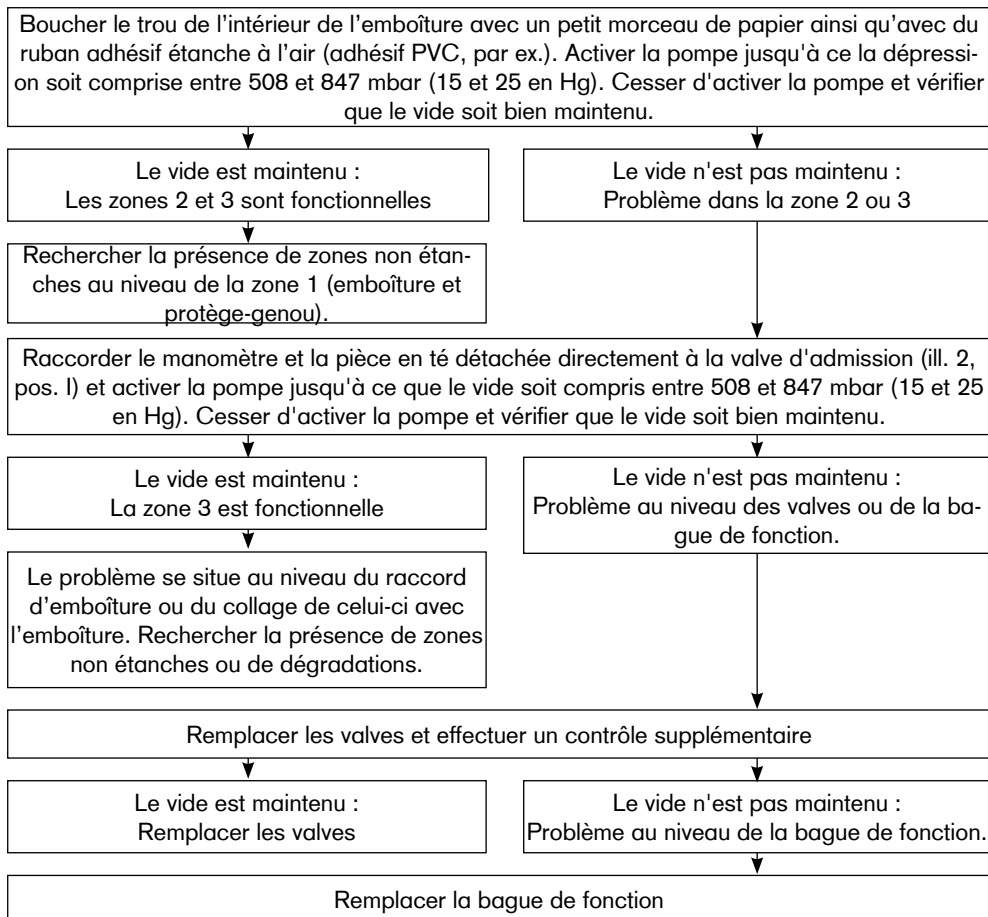 Boucher le trou de l'intérieur de l'emboîture avec un petit morceau de papier ainsi qu'avec du
ruban adhésif étanche à l'air (adhésif PVC, par ex.). Activer la pompe jusqu'à ce la dépressi-
on soit comprise entre 508 et 847 mbar (15 et 25 en Hg). Cesser d'activer la pompe et vérifier
que le vide soit bien maintenu.
Le vide est maintenu :
Les zones 2 et 3 sont fonctionnelles
Le vide n'est pas maintenu :
Problème dans la zone 2 ou 3
Rechercher la présence de zones non étan-
ches au niveau de la zone 1 (emboîture et
protège-genou).
Raccorder le manomètre et la pièce en té détachée directement à la valve d'admission (ill. 2,
pos. I) et activer la pompe jusqu'à ce que le vide soit compris entre 508 et 847 mbar (15 et 25
en Hg). Cesser d'activer la pompe et vérifier que le vide soit bien maintenu.
Le vide est maintenu :
La zone 3 est fonctionnelle
Le vide n'est pas maintenu :
Problème au niveau des valves ou de la ba-
gue de fonction.
Le problème se situe au niveau du raccord
d'emboîture ou du collage de celui-ci avec
l'emboîture. Rechercher la présence de zones
non étanches ou de dégradations.
Remplacer les valves et effectuer un contrôle supplémentaire
Le vide est maintenu :
Remplacer les valves
Le vide n'est pas maintenu :
Problème au niveau de la bague de fonction.
Remplacer la bague de fonction